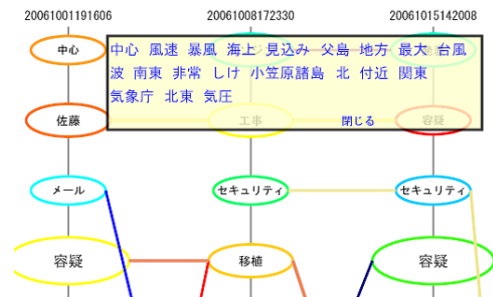 20061001191606 20061008172330 20061015142008
中心
中心 風速 暴風 海上 見込み 父島 地方 最大 台風
波 南東 非常 しけ 小笠原諸島 北 付近 関東
気象庁 北東 気圧
閉じる
佐藤 工事 容疑
メール セキュリティ セキュリティ
容疑 移植 容疑